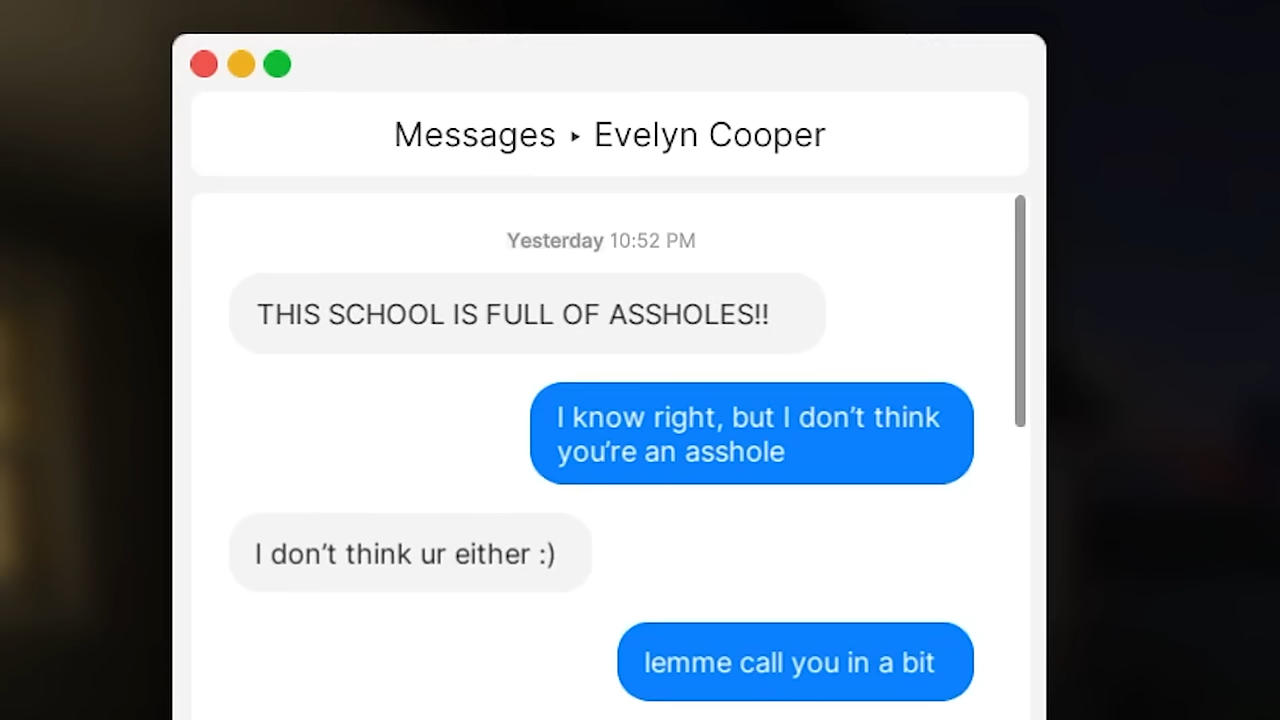 Messages ▸ Evelyn Cooper
Yesterday 10:52 PM
THIS SCHOOL IS FULL OF ASSHOLES!!
I know right, but I don’t think
you’re an asshole
I don’t think ur either :)
lemme call you in a bit